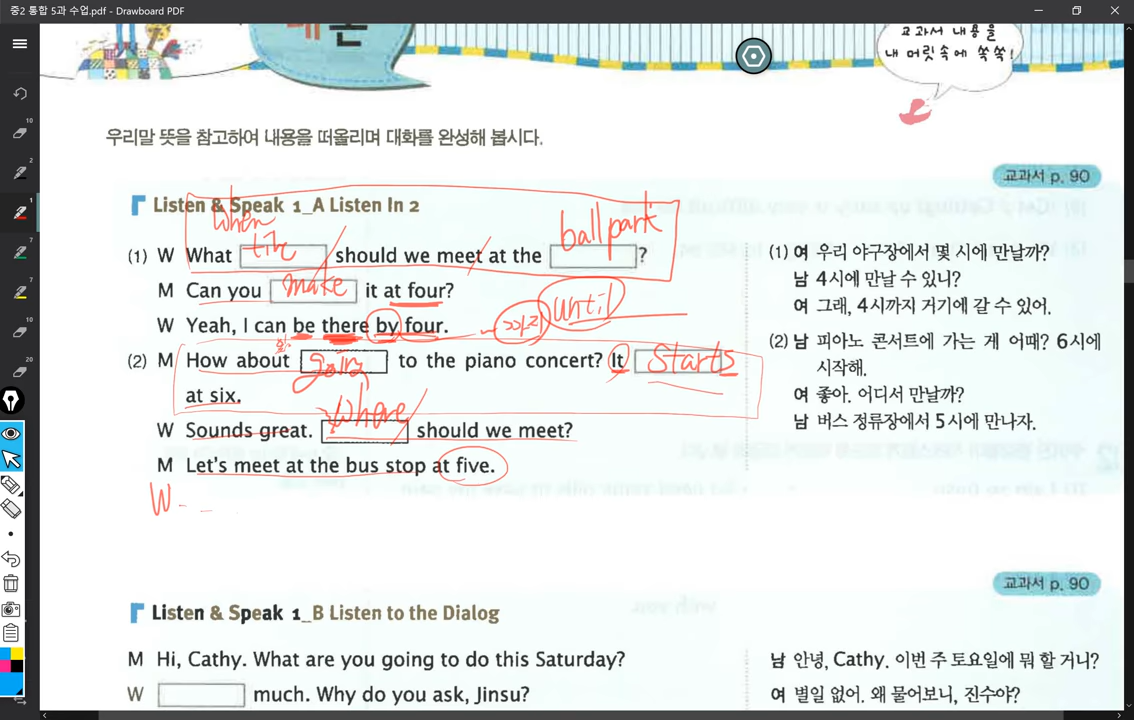 중2 통합 5과 수업.pdf - Drawboard PDF
교과서 내용을
내 머릿속에 쏙쏙!
우리말 뜻을 참고하여 내용을 떠올리며 대화를 완성해 봅시다.
교과서 p. 90
Listen & Speak 1_A Listen In 2
when
(1) W What time should we meet at the ball park?
M Can you make it at four?
W Yeah, I can be there by four. until
(2) M How about going to the piano concert? It starts
at six.
W Sounds great. where should we meet?
M Let's meet at the bus stop at five.
W
(1) 여 우리 야구장에서 몇 시에 만날까?
남 4시에 만날 수 있니?
여 그래, 4시까지 거기에 갈 수 있어.
(2) 남 피아노 콘서트에 가는 게 어때? 6시에
시작해.
여 좋아. 어디서 만날까?
남 버스 정류장에서 5시에 만나자.
교과서 p. 90
Listen & Speak 1_B Listen to the Dialog
M Hi, Cathy. What are you going to do this Saturday?
W much. Why do you ask, Jinsu?
남 안녕, Cathy. 이번 주 토요일에 뭐 할 거니?
여 별일 없어. 왜 물어보니, 진수야?